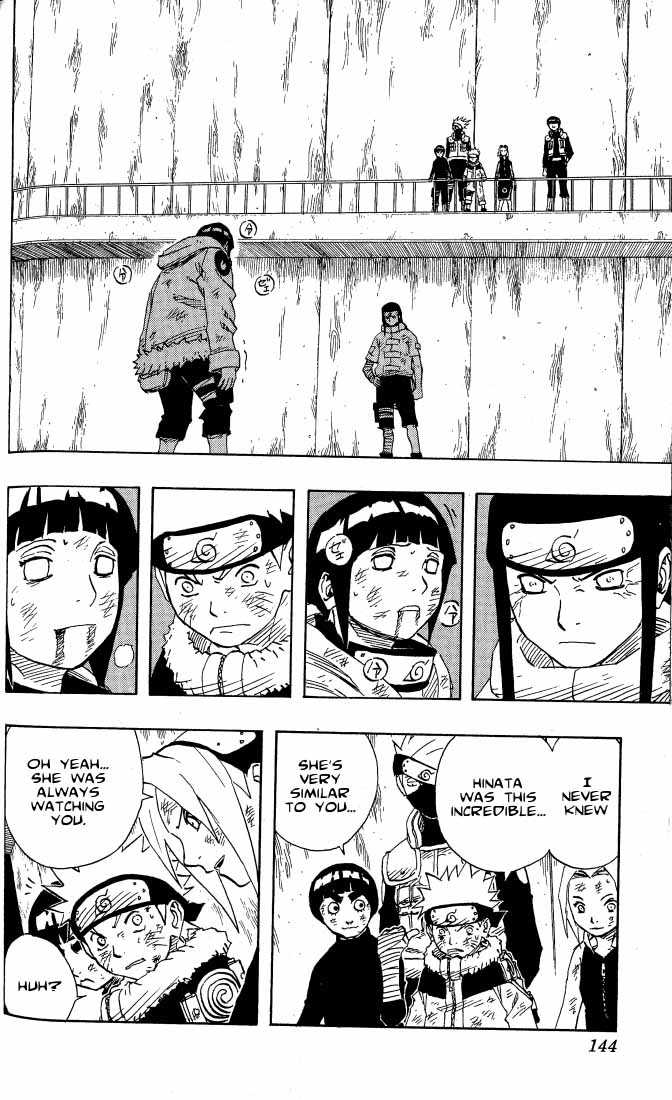 I
NEVER
KNEW
HINATA
WAS THIS
INCREDIBLE...
SHE'S
VERY
SIMILAR
TO YOU...
OH YEAH...
SHE WAS
ALWAYS
WATCHING
YOU.
HUH?
144